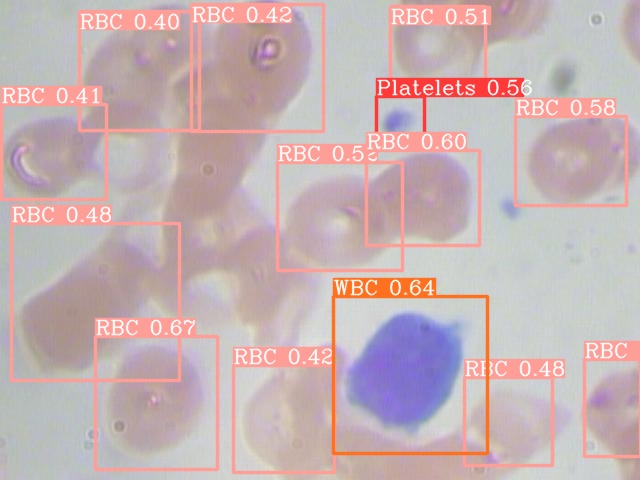 RBC 0.40
RBC 0.42
RBC 0.51
RBC 0.41
Platelets 0.56
RBC 0.58
RBC 0.60
RBC
RBC 0.48
WBC 0.64
RBC 0.67
RBC 0.42
RBC 0.48
RBC